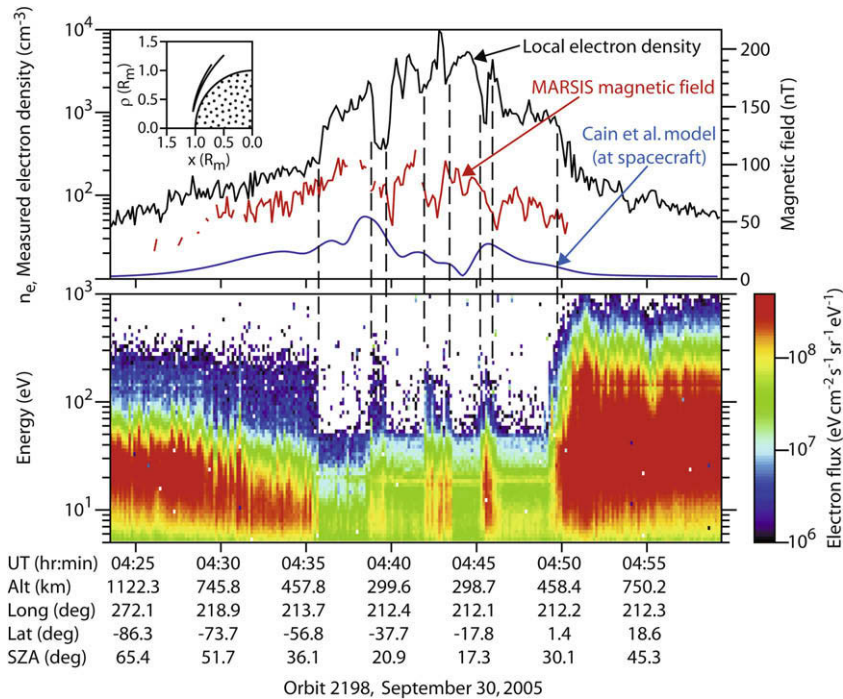 nₑ, Measured electron density (cm⁻³)
10⁴
10³
10²
ρ (Rₘ)
1.5
1.0
0.5
0.0
1.0 0.5 0.0
x (Rₘ)
Local electron density
MARSIS magnetic field
Cain et al. model
(at spacecraft)
200
150
100
50
0
Magnetic field (nT)
Energy (eV)
10³
10²
10¹
10⁸
10⁷
10⁶
Electron flux (eV cm⁻² s⁻¹ sr⁻¹ eV⁻¹)
UT (hr:min) 04:25 04:30 04:35 04:40 04:45 04:50 04:55
Alt (km) 1122.3 745.8 457.8 299.6 298.7 458.4 750.2
Long (deg) 272.1 218.9 213.7 212.4 212.1 212.2 212.3
Lat (deg) -86.3 -73.7 -56.8 -37.7 -17.8 1.4 18.6
SZA (deg) 65.4 51.7 36.1 20.9 17.3 30.1 45.3
Orbit 2198, September 30, 2005